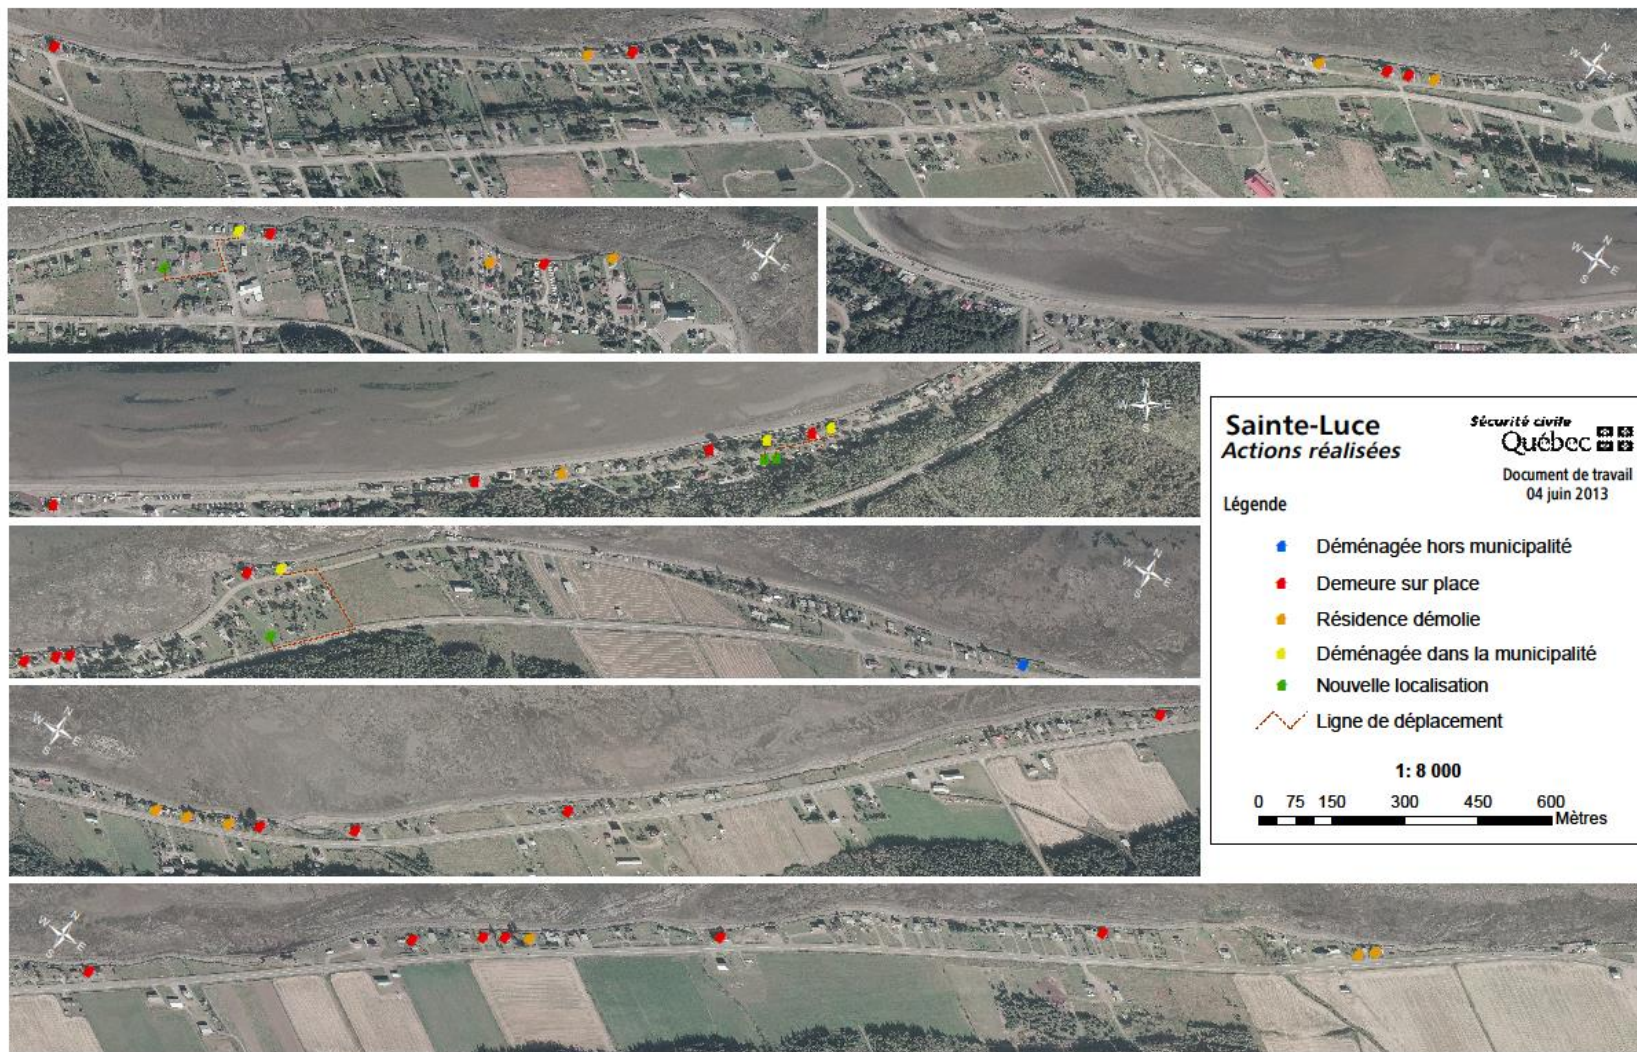 N
W
E
S
N
W
E
S
N
W
E
S
N
W
E
S
N
W
E
S
N
W
E
S
N
W
E
S
Sainte-Luce
Actions réalisées
Sécurité civile
Québec
Document de travail
04 juin 2013
Légende
Déménagée hors municipalité
Demeure sur place
Résidence démolie
Déménagée dans la municipalité
Nouvelle localisation
Ligne de déplacement
1: 8 000
0 75 150 300 450 600
Mètres